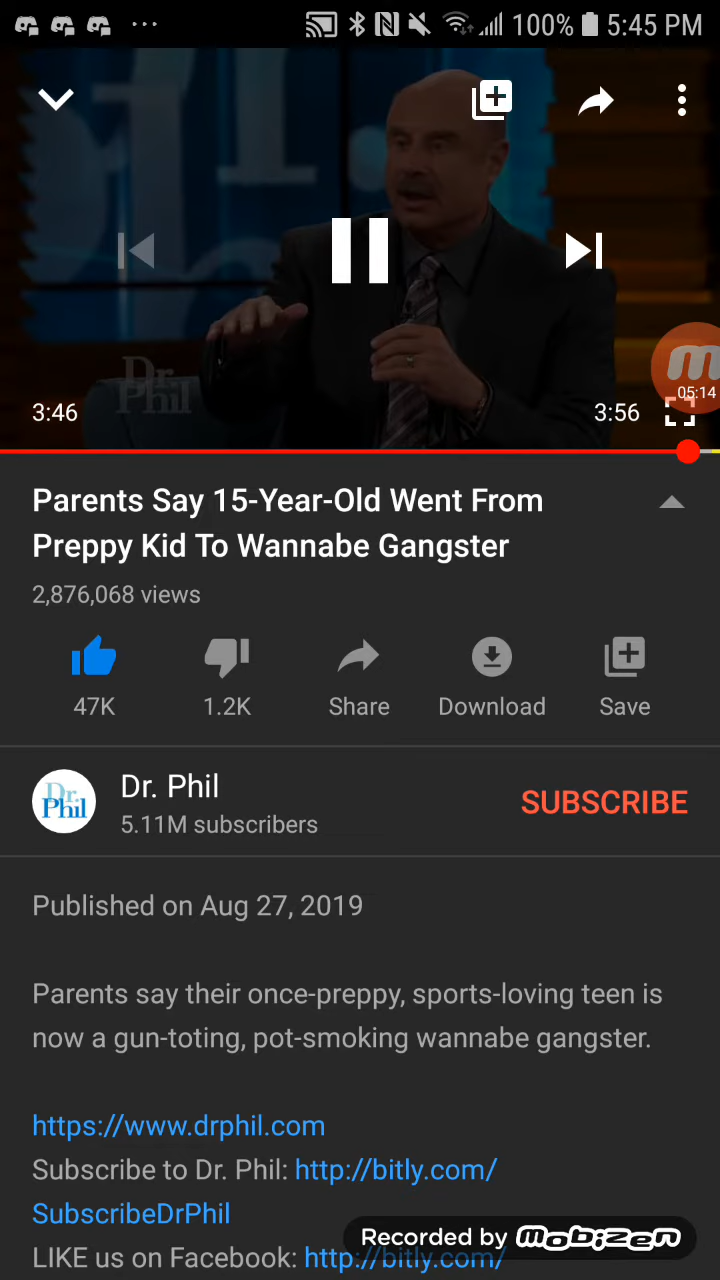 100% 5:45 PM
Dr.
Phil
3:46
3:56
05:14
Parents Say 15-Year-Old Went From
Preppy Kid To Wannabe Gangster
2,876,068 views
47K
1.2K
Share
Download
Save
Dr.
Phil
Dr. Phil
5.11M subscribers
SUBSCRIBE
Published on Aug 27, 2019
Parents say their once-preppy, sports-loving teen is
now a gun-toting, pot-smoking wannabe gangster.
https://www.drphil.com
Subscribe to Dr. Phil: http://bitly.com/
SubscribeDrPhil
LIKE us on Facebook: http://bitly.com/
Recorded by mobizen